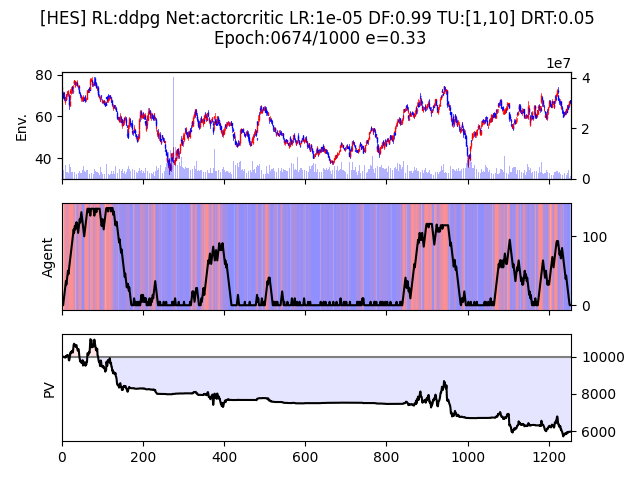 [HES] RL:ddpg Net:actorcritic LR:1e-05 DF:0.99 TU:[1,10] DRT:0.05
Epoch:0674/1000 e=0.33
1e7
80
60
40
Env.
4
2
0
Agent
100
0
PV
10000
8000
6000
0 200 400 600 800 1000 1200